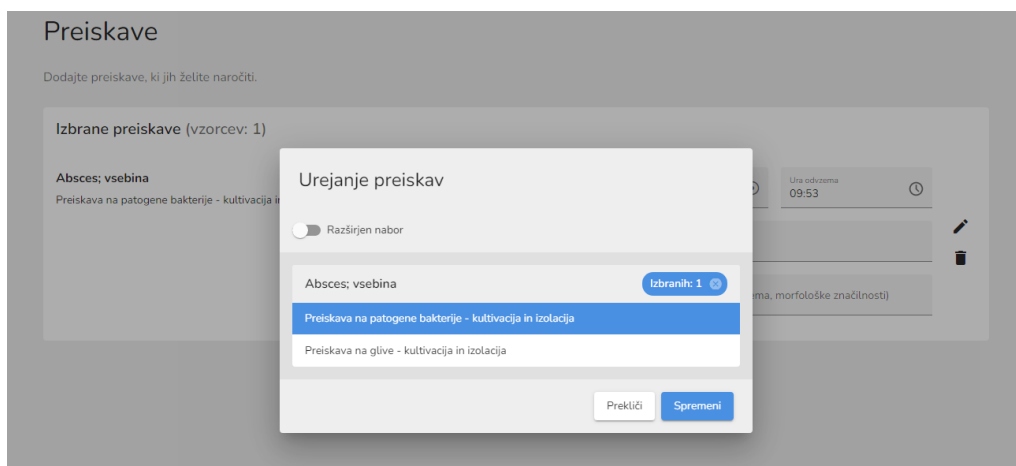 Preiskave
Dodajte preiskave, ki jih želite naročiti.
Izbrane preiskave (vzorcev: 1)
Absces; vsebina
Preiskava na patogene bakterije - kultivacija
Ura odvzema
09:53
morfološke značilnosti)
Urejanje preiskav
Razširjen nabor
Absces; vsebina
Izbranih: 1
Preiskava na patogene bakterije - kultivacija in izolacija
Preiskava na glive - kultivacija in izolacija
Prekliči
Spremeni